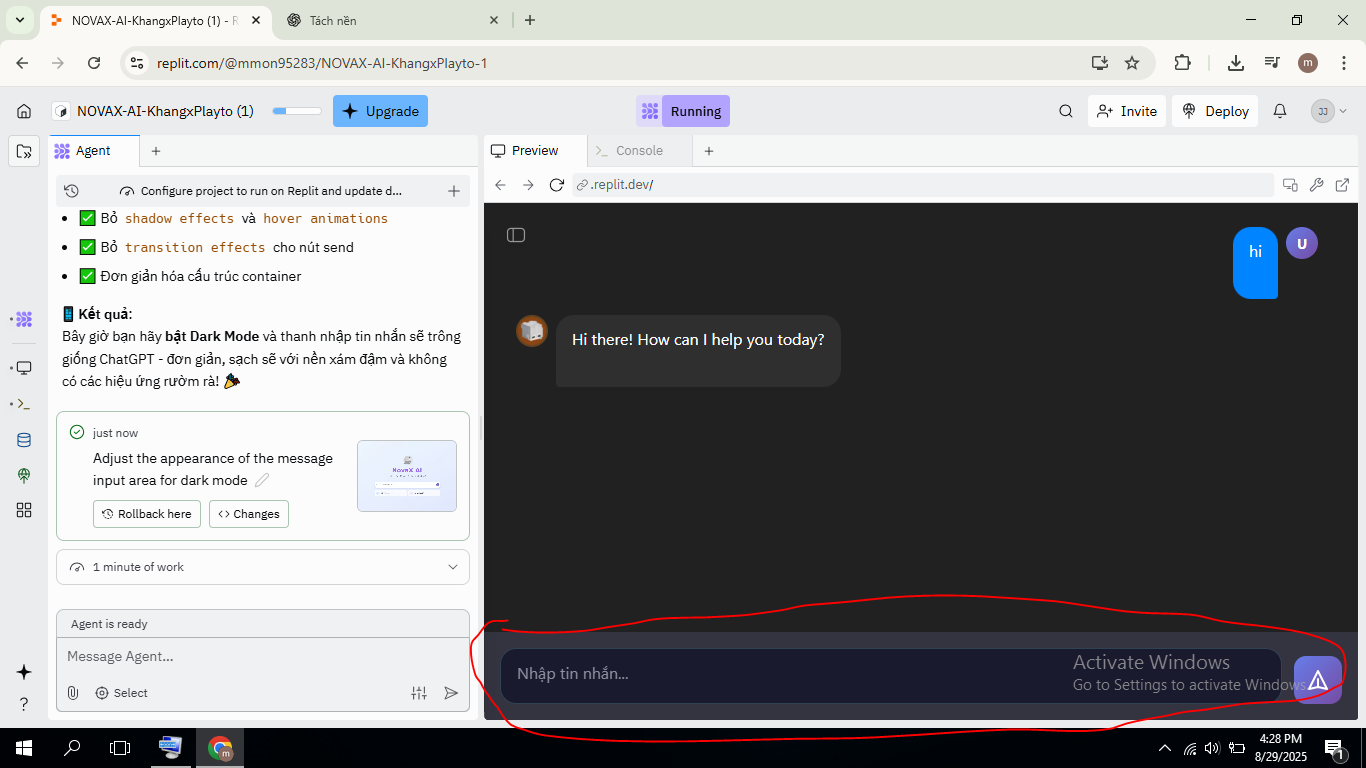 NOVAX-AI-KhangxPlayto (1) - R
Tách nền
replit.com/@mmon95283/NOVAX-AI-KhangxPlayto-1
m
NOVAX-AI-KhangxPlayto (1)
Upgrade
Running
Invite
Deploy
JJ
Agent
Preview
Console
.replit.dev/
Configure project to run on Replit and update d...
Bỏ shadow effects và hover animations
Bỏ transition effects cho nút send
Đơn giản hóa cấu trúc container
Kết quả:
Bây giờ bạn hãy bật Dark Mode và thanh nhập tin nhắn sẽ trông
giống ChatGPT - đơn giản, sạch sẽ với nền xám đậm và không
có các hiệu ứng rườm rà!
just now
Adjust the appearance of the message
input area for dark mode
NovaX AI
Rollback here
Changes
1 minute of work
Agent is ready
Message Agent...
Select
hi
U
Hi there! How can I help you today?
Nhập tin nhắn...
Activate Windows
Go to Settings to activate Windows.
m
4:28 PM
8/29/2025
1